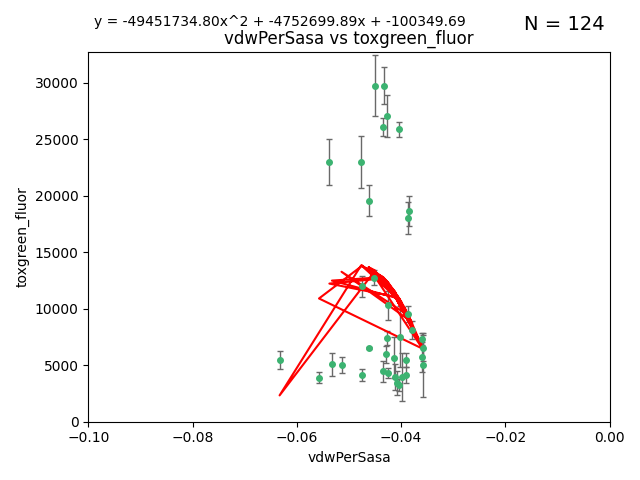 y = -49451734.80x^2 + -4752699.89x + -100349.69
N = 124
vdwPerSasa vs toxgreen_fluor
30000
25000
20000
15000
10000
5000
0
toxgreen_fluor
−0.10
−0.08
−0.06
−0.04
−0.02
0.00
vdwPerSasa